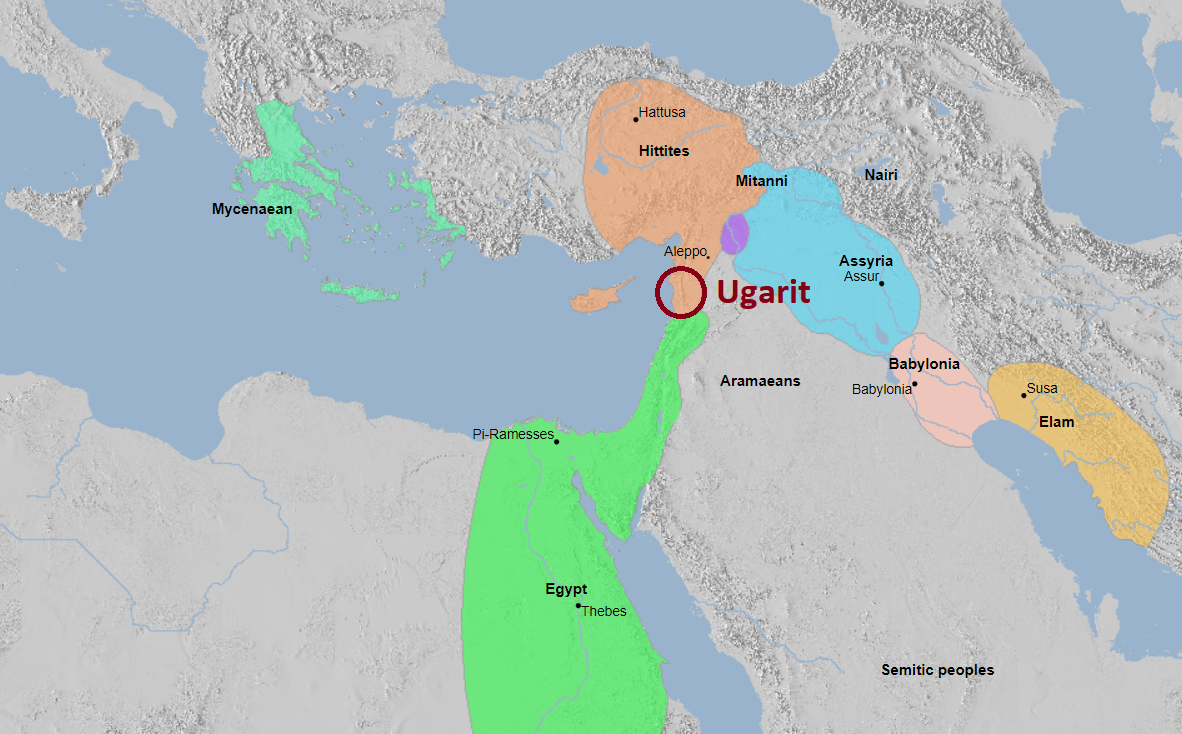 Hattusa
Hittites
Mitanni
Nairi
Mycenaean
Aleppo
Assyria
Assur
Ugarit
Babylonia
Aramaeans
Babylonia
Susa
Elam
Pi-Ramesses
Egypt
Thebes
Semitic peoples